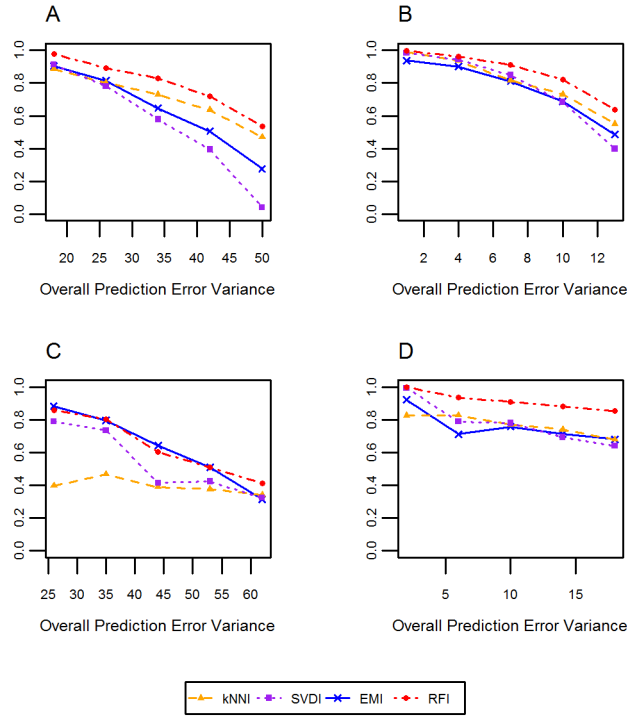 A
1.0
0.8
0.6
0.4
0.2
0.0
20 25 30 35 40 45 50
Overall Prediction Error Variance
B
1.0
0.8
0.6
0.4
0.2
0.0
2 4 6 8 10 12
Overall Prediction Error Variance
C
1.0
0.8
0.6
0.4
0.2
0.0
25 30 35 40 45 50 55 60
Overall Prediction Error Variance
D
1.0
0.8
0.6
0.4
0.2
0.0
5 10 15
Overall Prediction Error Variance
kNNI SVDI EMI RFI